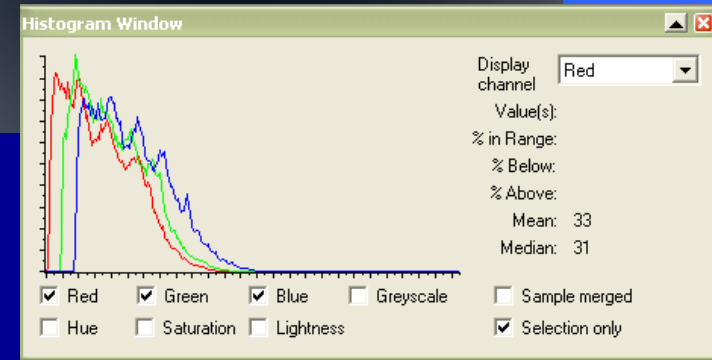 Histogram Window
Display channel Red
Value(s):
% in Range:
% Below:
% Above:
Mean: 33
Median: 31
Red Green Blue Greyscale Sample merged
Hue Saturation Lightness Selection only